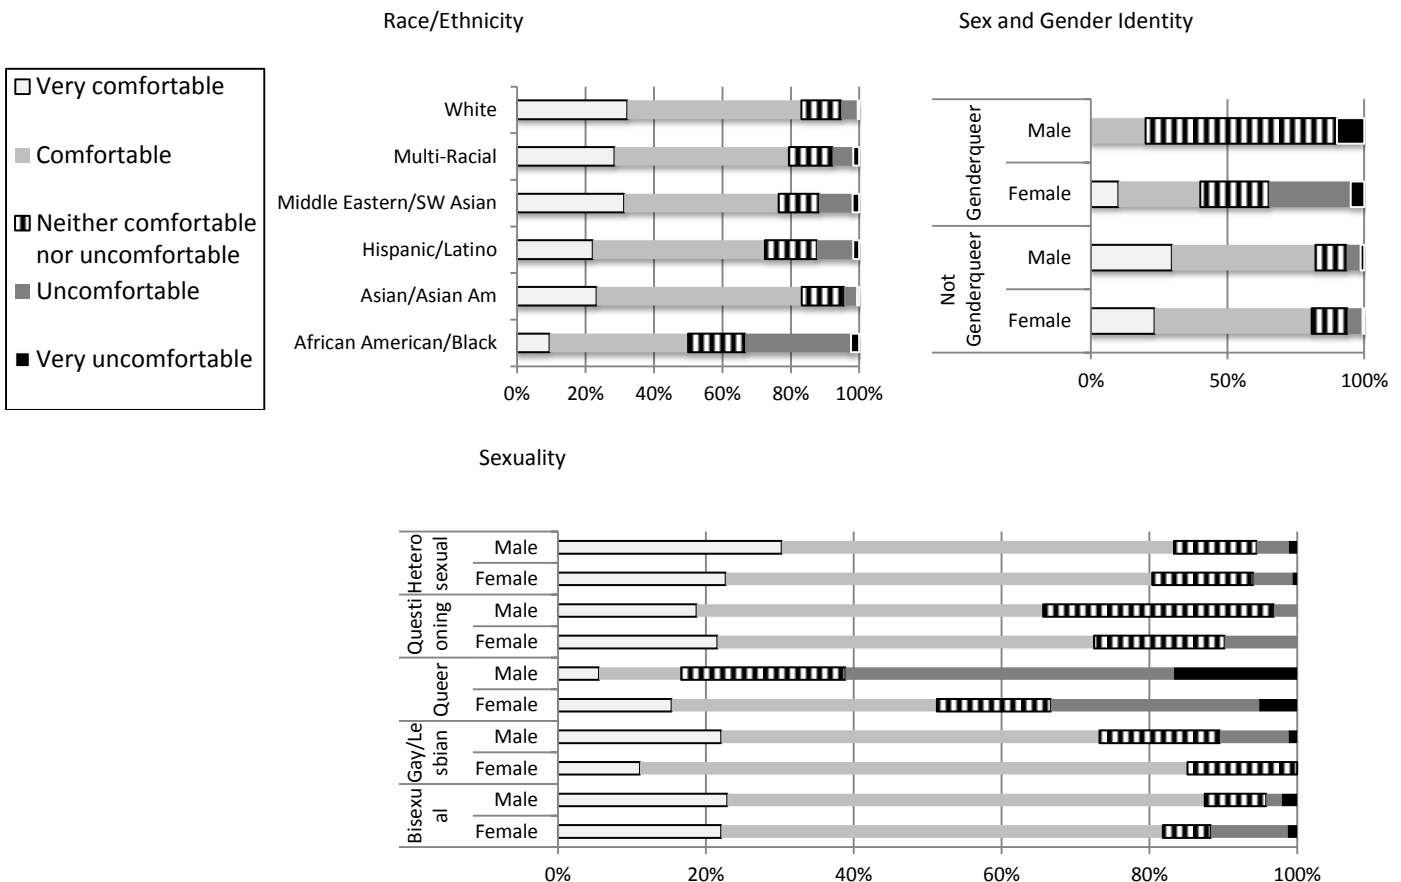 Race/Ethnicity
Sex and Gender Identity
Very comfortable
Comfortable
Neither comfortable
nor uncomfortable
Uncomfortable
Very uncomfortable
White
Multi-Racial
Middle Eastern/SW Asian
Hispanic/Latino
Asian/Asian Am
African American/Black
0% 20% 40% 60% 80% 100%
Genderqueer
Male
Female
Not
Genderqueer
Male
Female
0% 50% 100%
Sexuality
Hetero
sexual
Male
Female
Questi
oning
Male
Female
Queer
Male
Female
Gay/Le
sbian
Male
Female
Bisexu
al
Male
Female
0% 20% 40% 60% 80% 100%